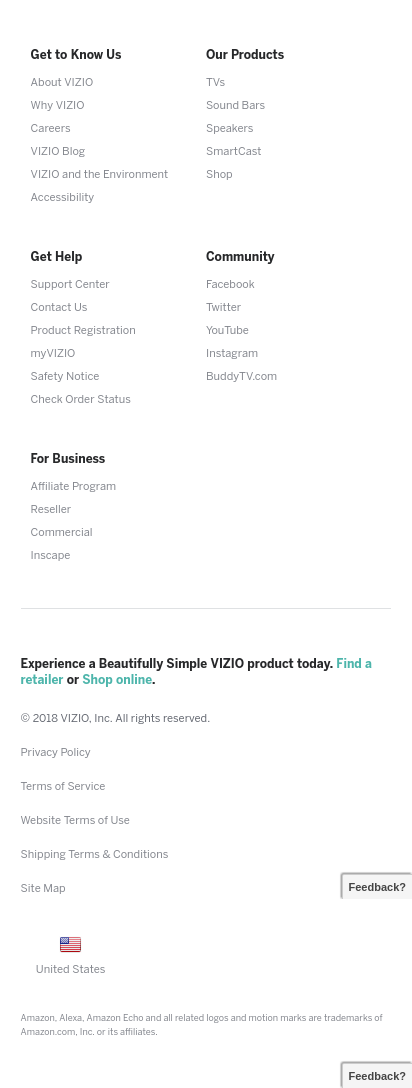 Get to Know Us
About VIZIO
Why VIZIO
Careers
VIZIO Blog
VIZIO and the Environment
Accessibility
Our Products
TVs
Sound Bars
Speakers
SmartCast
Shop
Get Help
Support Center
Contact Us
Product Registration
myVIZIO
Safety Notice
Check Order Status
Community
Facebook
Twitter
YouTube
Instagram
BuddyTV.com
For Business
Affiliate Program
Reseller
Commercial
Inscape
Experience a Beautifully Simple VIZIO product today. Find a
retailer or Shop online.
© 2018 VIZIO, Inc. All rights reserved.
Privacy Policy
Terms of Service
Website Terms of Use
Shipping Terms & Conditions
Site Map
Feedback?
United States
Amazon, Alexa, Amazon Echo and all related logos and motion marks are trademarks of
Amazon.com, Inc. or its affiliates.
Feedback?